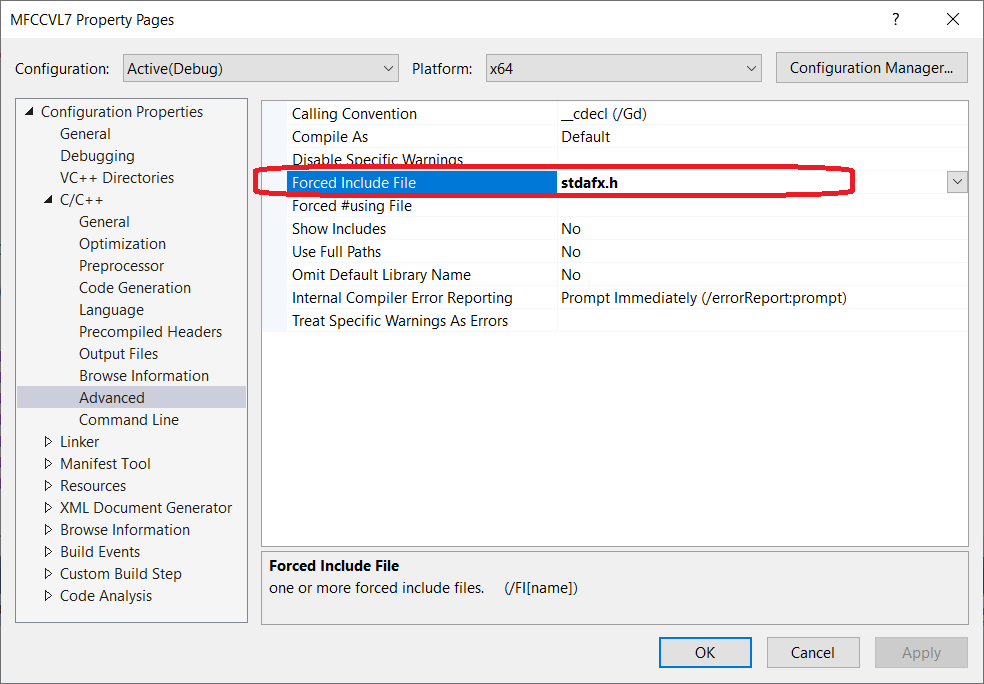 MFCCVL7 Property Pages
?
Configuration: Active(Debug) Platform: x64 Configuration Manager...
Configuration Properties
General
Debugging
VC++ Directories
C/C++
General
Optimization
Preprocessor
Code Generation
Language
Precompiled Headers
Output Files
Browse Information
Advanced
Command Line
Linker
Manifest Tool
Resources
XML Document Generator
Browse Information
Build Events
Custom Build Step
Code Analysis
Calling Convention __cdecl (/Gd)
Compile As Default
Disable Specific Warnings
Forced Include File stdafx.h
Forced #using File
Show Includes No
Use Full Paths No
Omit Default Library Name No
Internal Compiler Error Reporting Prompt Immediately (/errorReport:prompt)
Treat Specific Warnings As Errors
Forced Include File
one or more forced include files. (/FI[name])
OK Cancel Apply